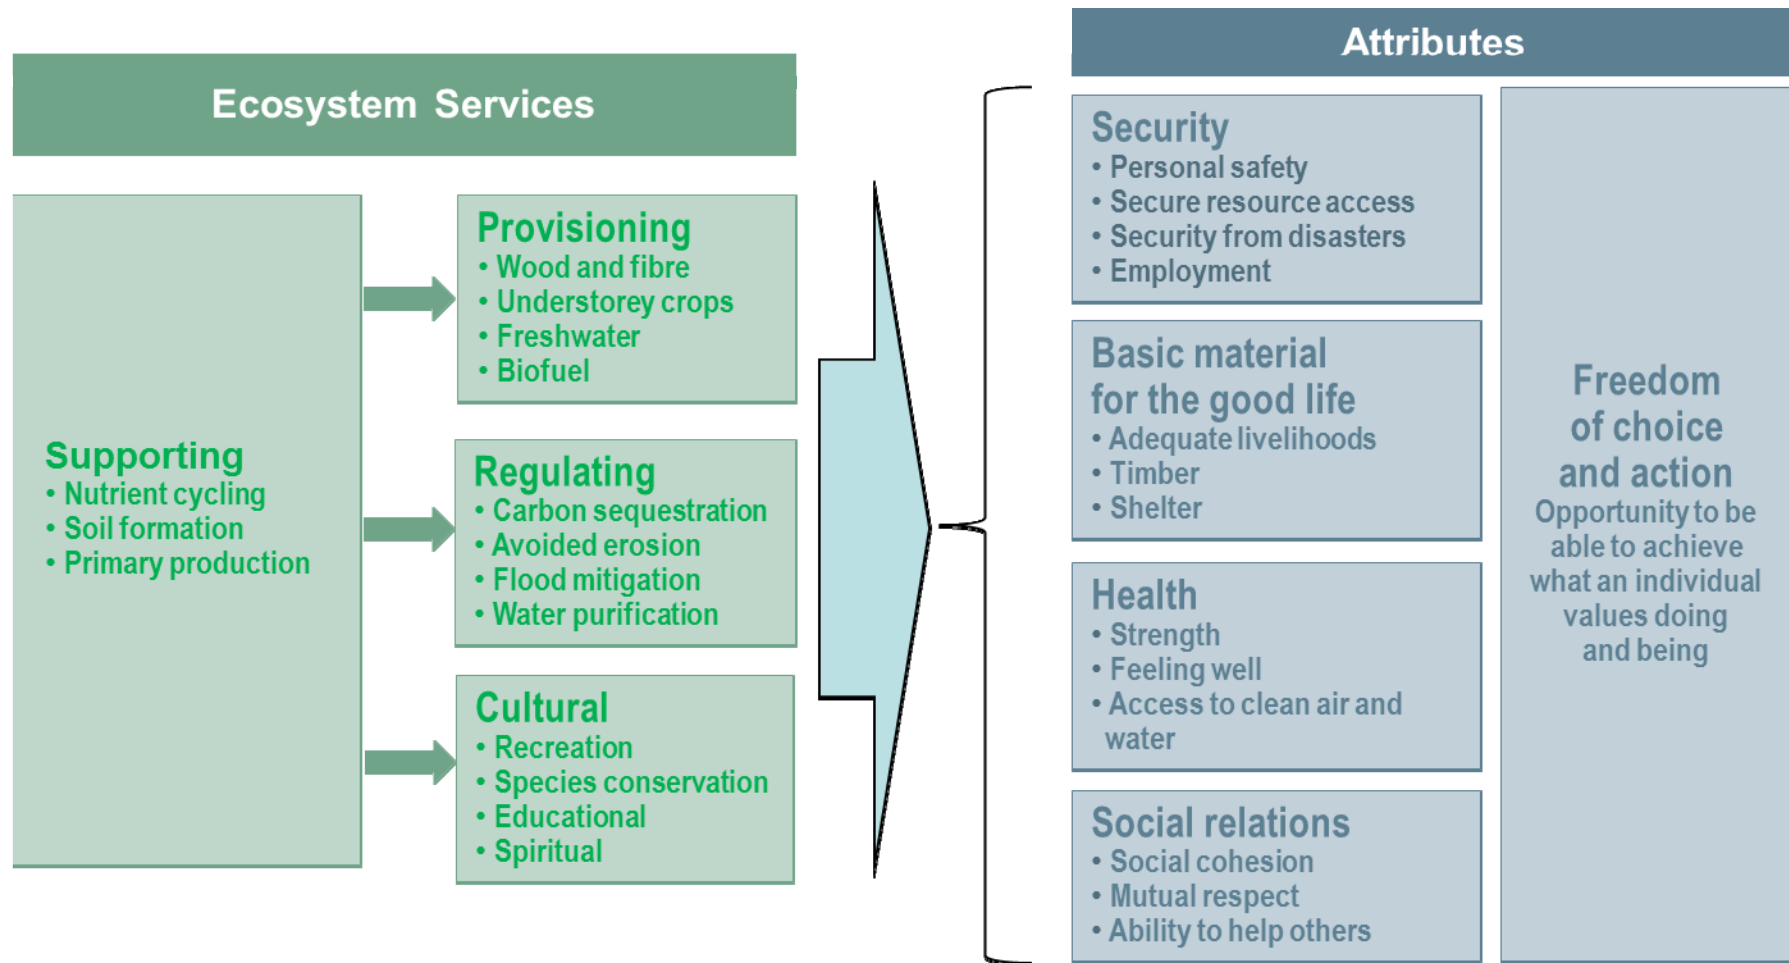 Ecosystem Services
Supporting
• Nutrient cycling
• Soil formation
• Primary production
Provisioning
• Wood and fibre
• Understorey crops
• Freshwater
• Biofuel
Regulating
• Carbon sequestration
• Avoided erosion
• Flood mitigation
• Water purification
Cultural
• Recreation
• Species conservation
• Educational
• Spiritual
Attributes
Security
• Personal safety
• Secure resource access
• Security from disasters
• Employment
Basic material
for the good life
• Adequate livelihoods
• Timber
• Shelter
Health
• Strength
• Feeling well
• Access to clean air and
water
Social relations
• Social cohesion
• Mutual respect
• Ability to help others
Freedom
of choice
and action
Opportunity to be
able to achieve
what an individual
values doing
and being